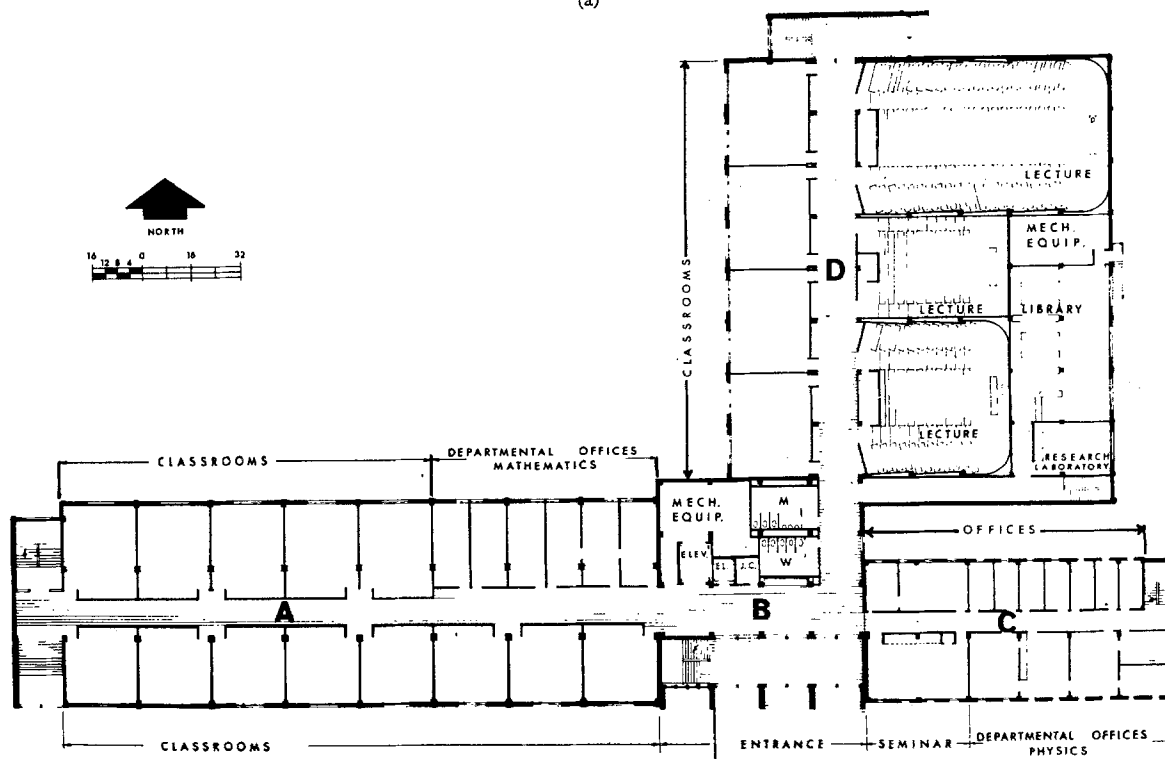 (a)
LECTURE
NORTH
16 12 8 4 0 16 32
MECH.
EQUIP.
CLASSROOMS
D
LECTURE
LIBRARY
LECTURE
RESEARCH
LABORATORY
CLASSROOMS
DEPARTMENTAL OFFICES
MATHEMATICS
MECH.
EQUIP.
M
OFFICES
ELEV.
EL.
J.C.
W
A
B
C
CLASSROOMS
ENTRANCE
SEMINAR
DEPARTMENTAL OFFICES
PHYSICS